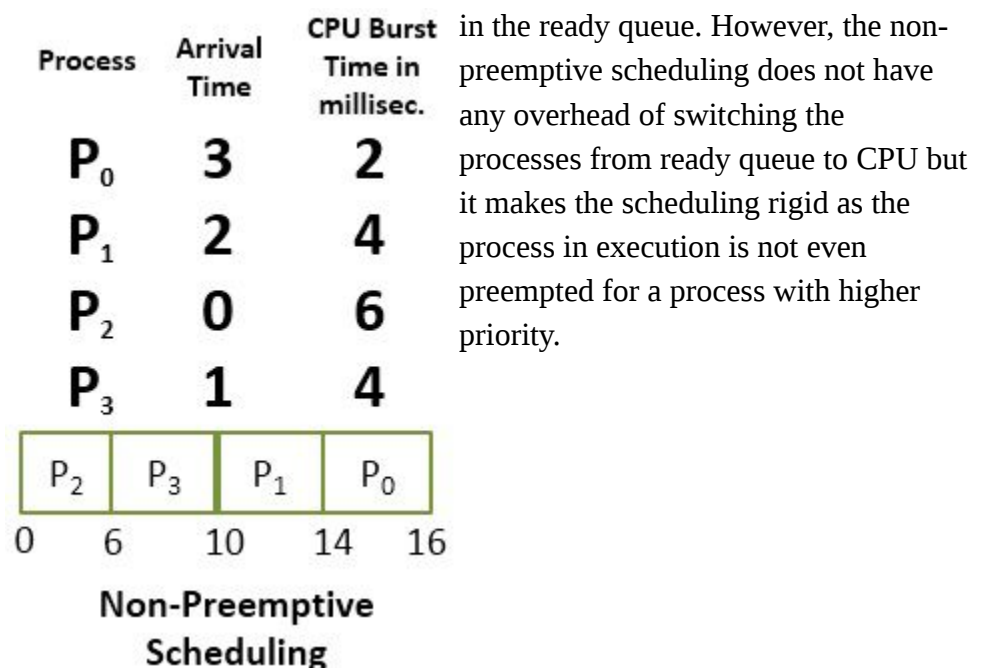 Process Arrival Time CPU Burst Time in millisec.
P₀ 3 2
P₁ 2 4
P₂ 0 6
P₃ 1 4
P₂ P₃ P₁ P₀
0 6 10 14 16
Non-Preemptive
Scheduling
in the ready queue. However, the non-
preemptive scheduling does not have
any overhead of switching the
processes from ready queue to CPU but
it makes the scheduling rigid as the
process in execution is not even
preempted for a process with higher
priority.